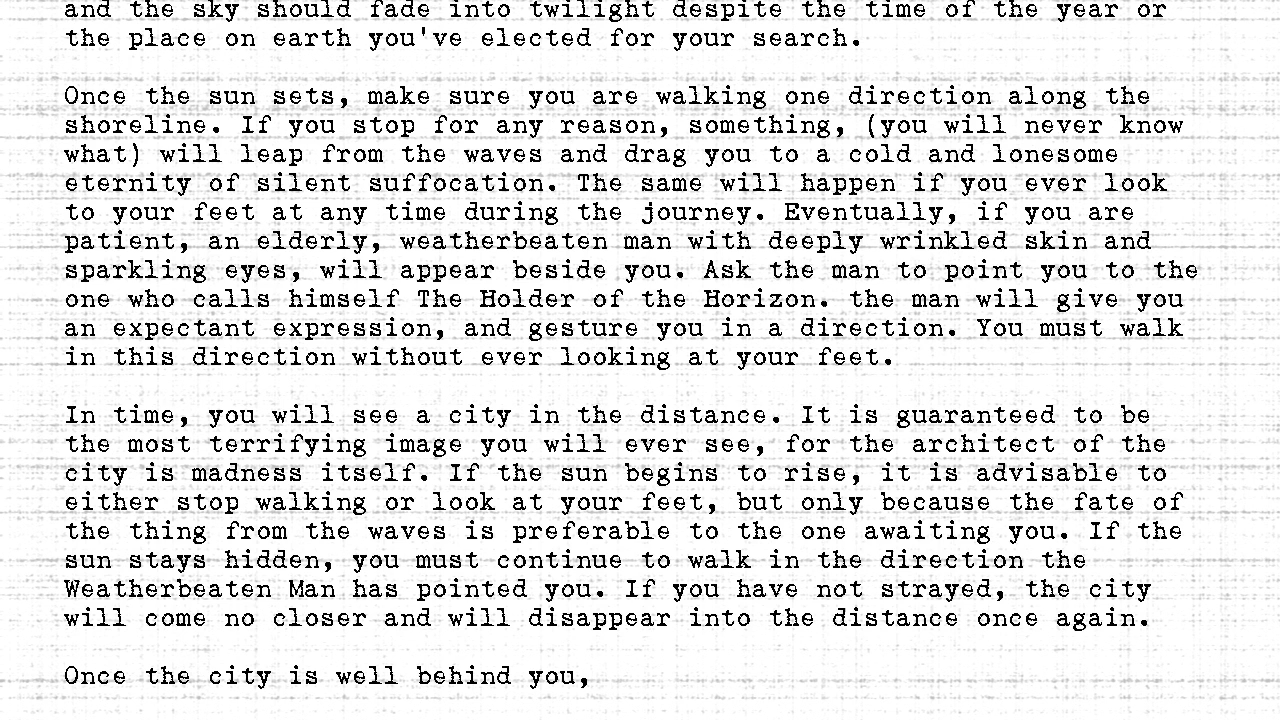 and the sky should fade into twilight despite the time of the year or
the place on earth you've elected for your search.
Once the sun sets, make sure you are walking one direction along the
shoreline. If you stop for any reason, something, (you will never know
what) will leap from the waves and drag you to a cold and lonesome
eternity of silent suffocation. The same will happen if you ever look
to your feet at any time during the journey. Eventually, if you are
patient, an elderly, weatherbeaten man with deeply wrinkled skin and
sparkling eyes, will appear beside you. Ask the man to point you to the
one who calls himself The Holder of the Horizon. the man will give you
an expectant expression, and gesture you in a direction. You must walk
in this direction without ever looking at your feet.
In time, you will see a city in the distance. It is guaranteed to be
the most terrifying image you will ever see, for the architect of the
city is madness itself. If the sun begins to rise, it is advisable to
either stop walking or look at your feet, but only because the fate of
the thing from the waves is preferable to the one awaiting you. If the
sun stays hidden, you must continue to walk in the direction the
Weatherbeaten Man has pointed you. If you have not strayed, the city
will come no closer and will disappear into the distance once again.
Once the city is well behind you,